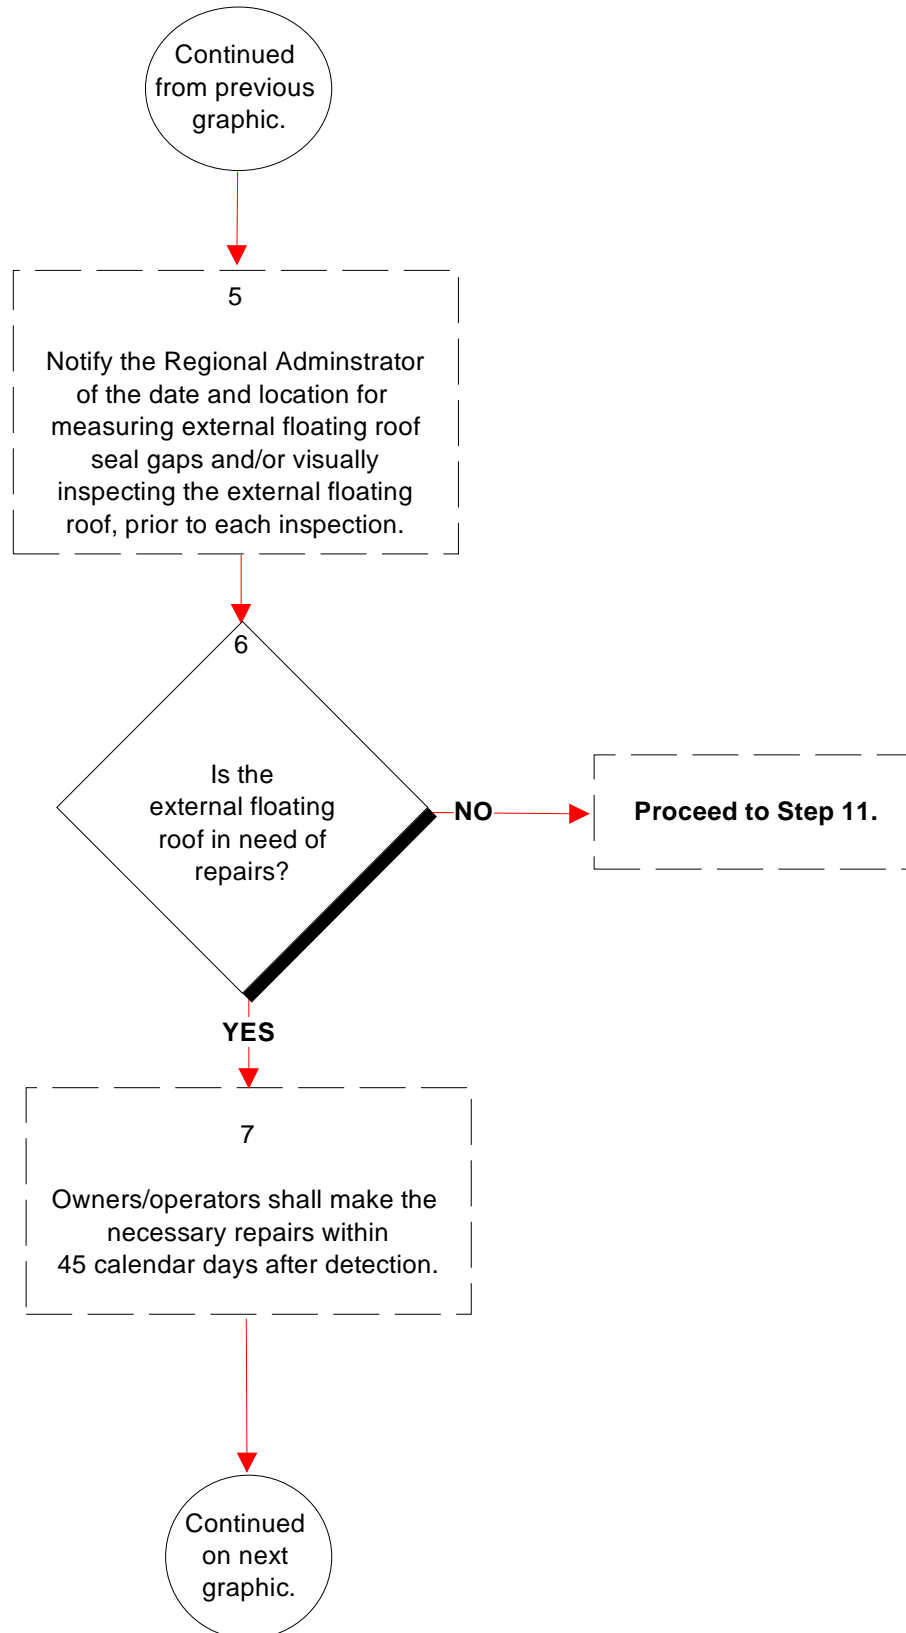 Continued
from previous
graphic.
5
Notify the Regional Adminstrator
of the date and location for
measuring external floating roof
seal gaps and/or visually
inspecting the external floating
roof, prior to each inspection.
6
Is the
external floating
roof in need of
repairs?
NO
Proceed to Step 11.
YES
7
Owners/operators shall make the
necessary repairs within
45 calendar days after detection.
Continued
on next
graphic.